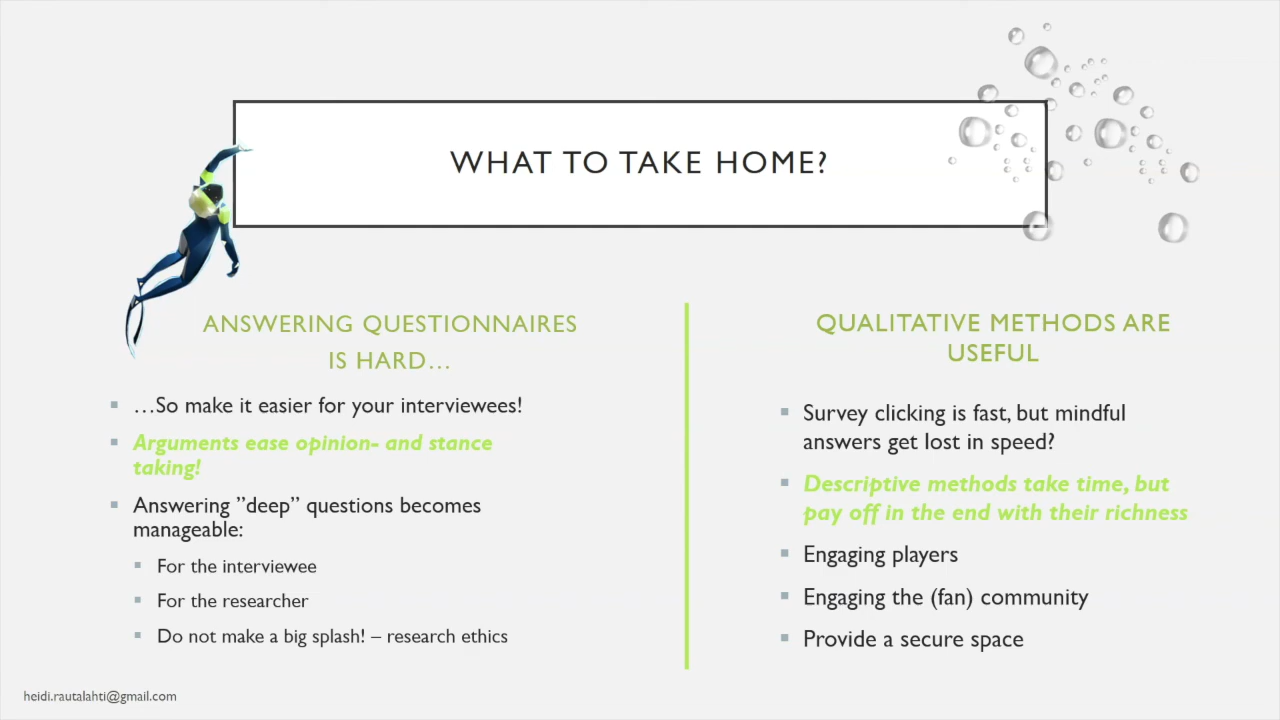 WHAT TO TAKE HOME?
ANSWERING QUESTIONNAIRES
IS HARD...
...So make it easier for your interviewees!
Arguments ease opinion- and stance
taking!
Answering ”deep” questions becomes
manageable:
For the interviewee
For the researcher
Do not make a big splash! – research ethics
QUALITATIVE METHODS ARE
USEFUL
Survey clicking is fast, but mindful
answers get lost in speed?
Descriptive methods take time, but
pay off in the end with their richness
Engaging players
Engaging the (fan) community
Provide a secure space
heidi.rautalahti@gmail.com